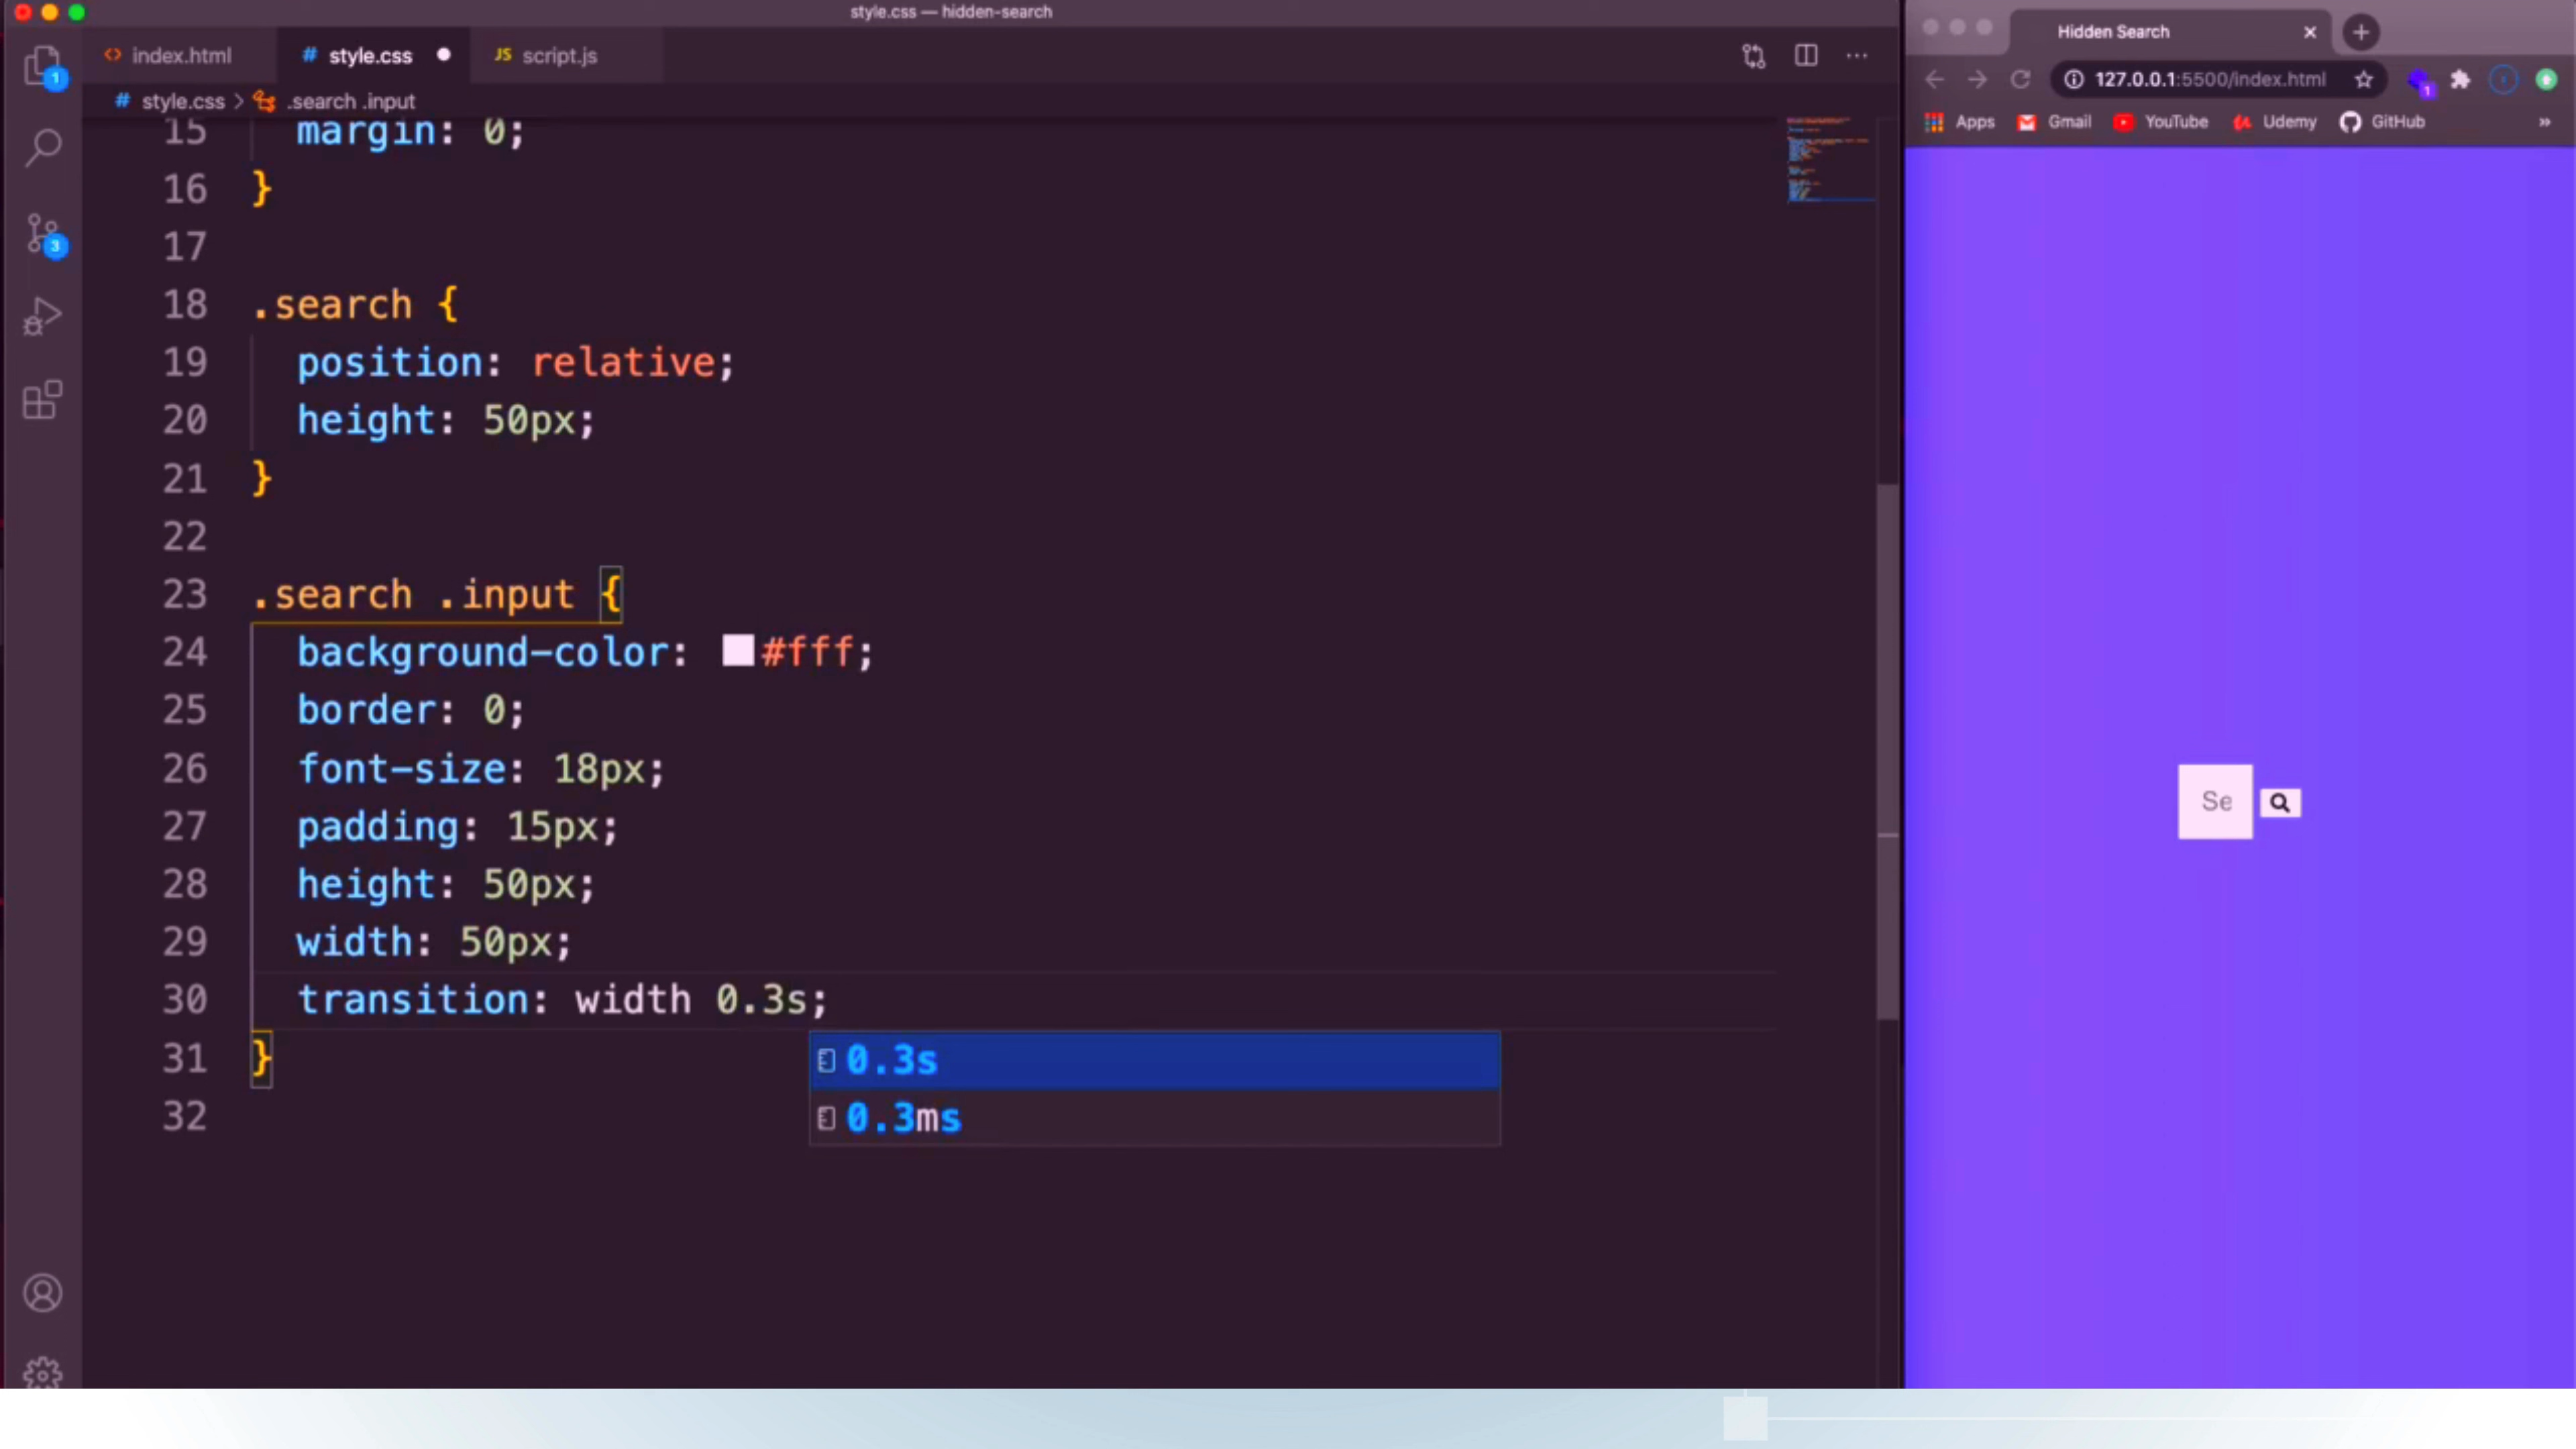 style.css — hidden-search
index.html
style.css
JS script.js
# style.css > .search .input
15 margin: 0;
16 }
17
18 .search {
19 position: relative;
20 height: 50px;
21 }
22
23 .search .input {
24 background-color: #fff;
25 border: 0;
26 font-size: 18px;
27 padding: 15px;
28 height: 50px;
29 width: 50px;
30 transition: width 0.3s;
31 }
32
0.3s
0.3ms
1
3
Hidden Search
127.0.0.1:5500/index.html
1
Apps Gmail YouTube Udemy GitHub »
Se